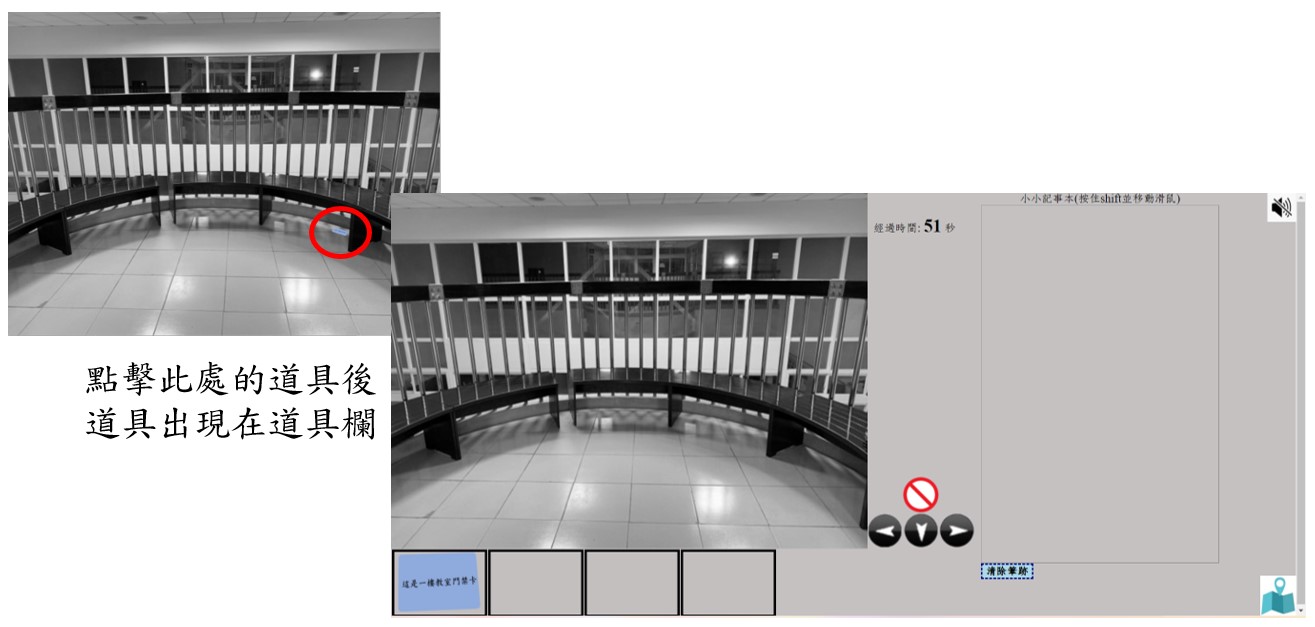 點擊此處的道具後
道具出現在道具欄
小小記事本(按住shift並移動滑鼠)
經過時間: 51 秒
清除筆跡
這是一樓教室門禁卡